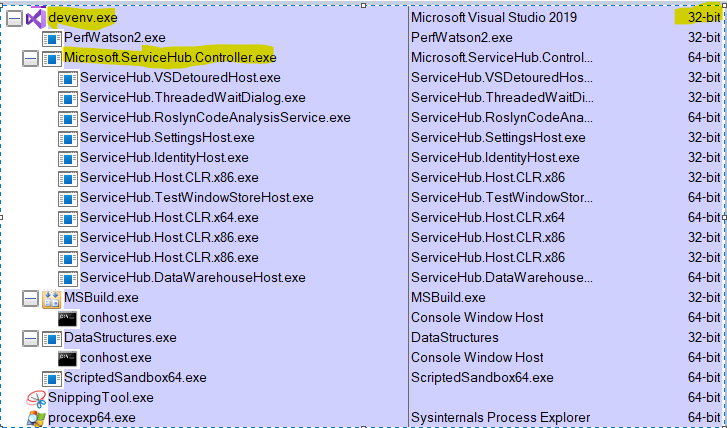 devenv.exe Microsoft Visual Studio 2019 32-bit
PerfWatson2.exe PerfWatson2.exe 32-bit
Microsoft.ServiceHub.Controller.exe Microsoft.ServiceHub.Control... 64-bit
ServiceHub.VSDetouredHost.exe ServiceHub.VSDetouredHos... 32-bit
ServiceHub.ThreadedWaitDialog.exe ServiceHub.ThreadedWaitDi... 32-bit
ServiceHub.RoslynCodeAnalysisService.exe ServiceHub.RoslynCodeAna... 64-bit
ServiceHub.SettingsHost.exe ServiceHub.SettingsHost.exe 32-bit
ServiceHub.IdentityHost.exe ServiceHub.IdentityHost.exe 32-bit
ServiceHub.Host.CLR.x86.exe ServiceHub.Host.CLR.x86 32-bit
ServiceHub.TestWindowStoreHost.exe ServiceHub.TestWindowStor... 64-bit
ServiceHub.Host.CLR.x64.exe ServiceHub.Host.CLR.x64 64-bit
ServiceHub.Host.CLR.x86.exe ServiceHub.Host.CLR.x86 32-bit
ServiceHub.Host.CLR.x86.exe ServiceHub.Host.CLR.x86 32-bit
ServiceHub.DataWarehouseHost.exe ServiceHub.DataWarehouse... 64-bit
MSBuild.exe MSBuild.exe 32-bit
conhost.exe Console Window Host 64-bit
DataStructures.exe DataStructures 32-bit
conhost.exe Console Window Host 64-bit
ScriptedSandbox64.exe ScriptedSandbox64.exe 64-bit
SnippingTool.exe 64-bit
procexp64.exe Sysinternals Process Explorer 64-bit